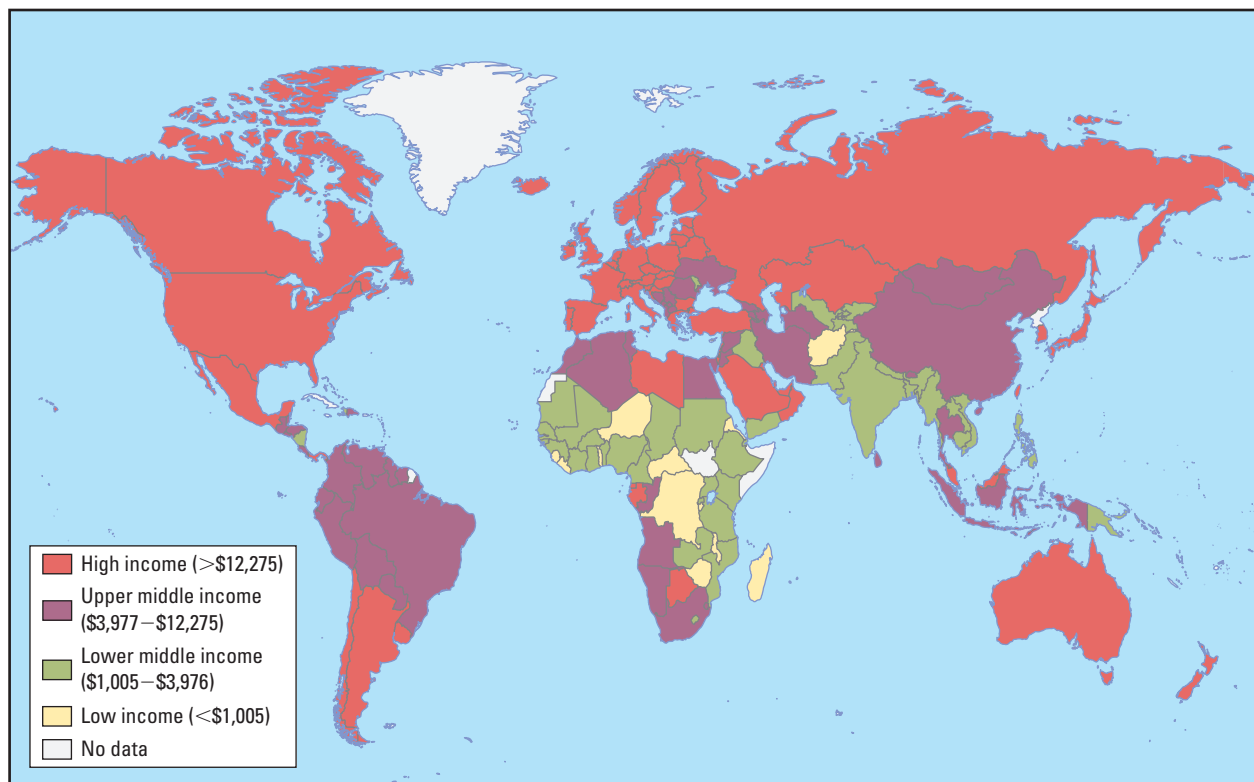 High income (>$12,275)
Upper middle income
($3,977–$12,275)
Lower middle income
($1,005–$3,976)
Low income (<$1,005)
No data